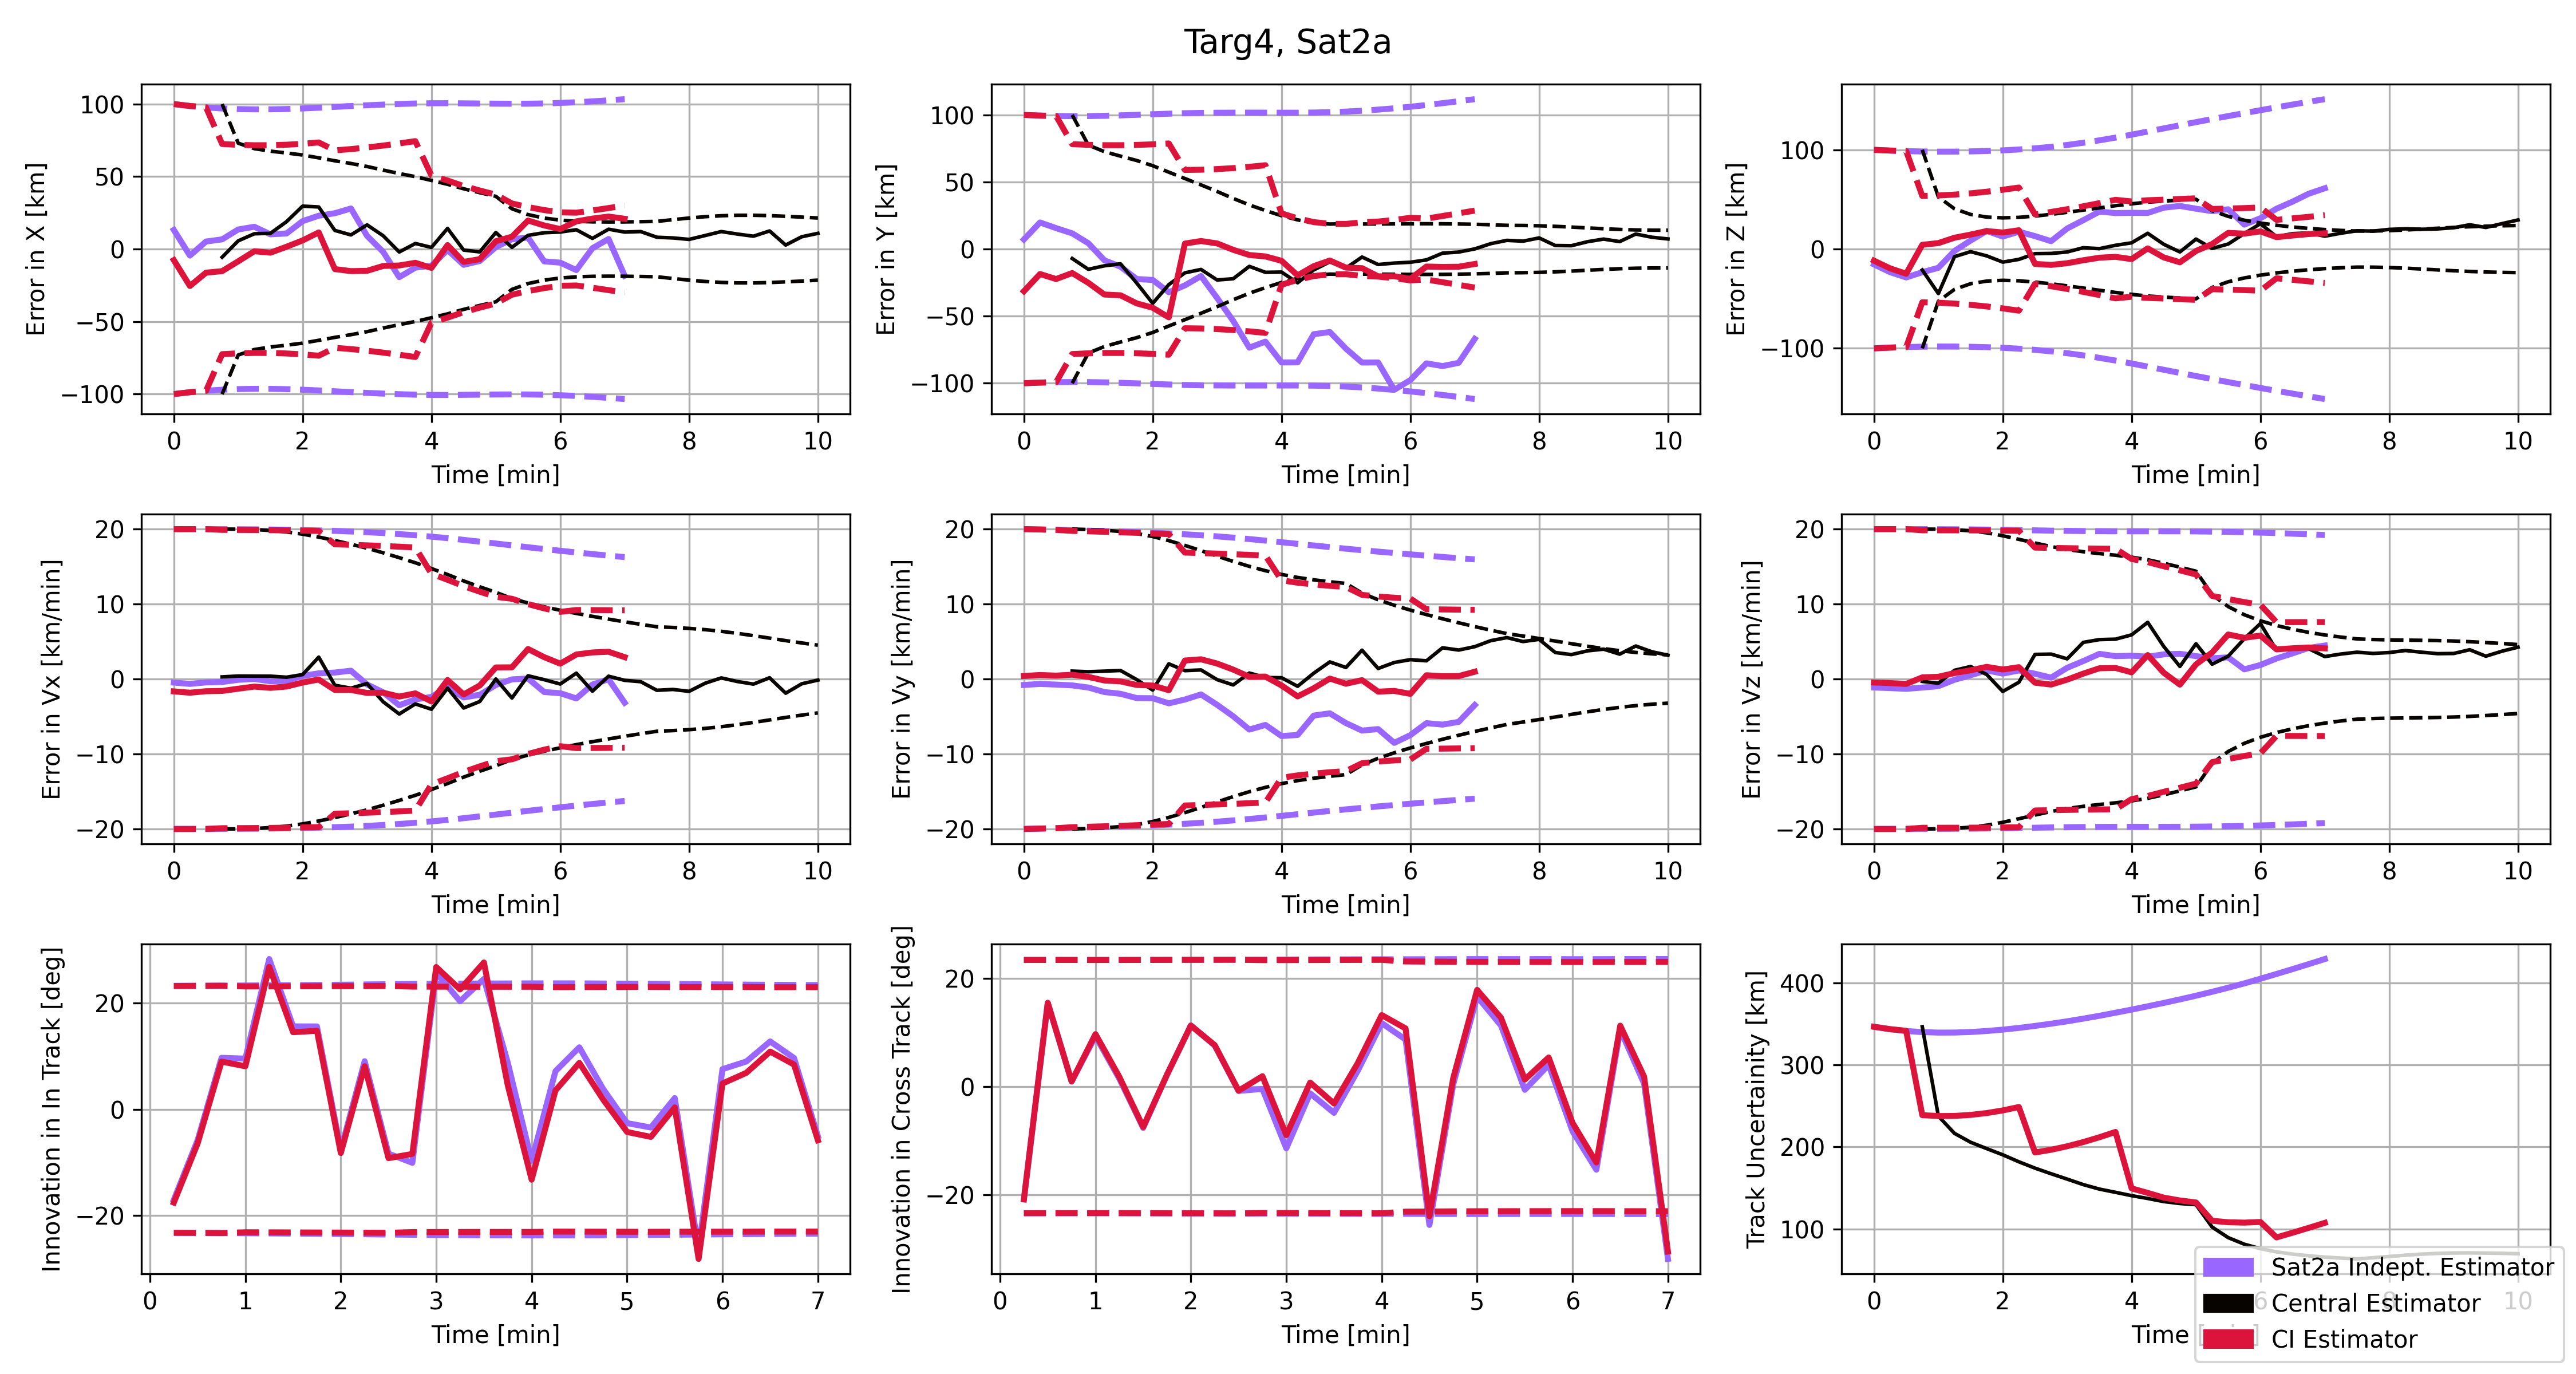 Targ4, Sat2a
Error in X [km]
100
50
0
−50
−100
0 2 4 6 8 10
Time [min]
Error in Y [km]
100
50
0
−50
−100
0 2 4 6 8 10
Time [min]
Error in Z [km]
100
0
−100
0 2 4 6 8 10
Time [min]
Error in Vx [km/min]
20
10
0
−10
−20
0 2 4 6 8 10
Time [min]
Error in Vy [km/min]
20
10
0
−10
−20
0 2 4 6 8 10
Time [min]
Error in Vz [km/min]
20
10
0
−10
−20
0 2 4 6 8 10
Time [min]
Innovation in In Track [deg]
20
0
−20
0 1 2 3 4 5 6 7
Time [min]
Innovation in Cross Track [deg]
20
0
−20
0 1 2 3 4 5 6 7
Time [min]
Track Uncertainity [km]
400
300
200
100
0 2 4 6 8 10
Time
Sat2a Indept. Estimator
Central Estimator
CI Estimator